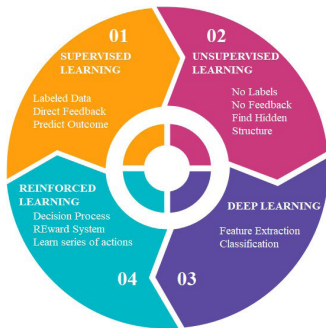 01
SUPERVISED
LEARNING
Labeled Data
Direct Feedback
Predict Outcome
02
UNSUPERVISED
LEARNING
No Labels
No Feedback
Find Hidden
Structure
DEEP LEARNING
Feature Extraction
Classification
03
REINFORCED
LEARNING
Decision Process
REward System
Learn series of actions
04